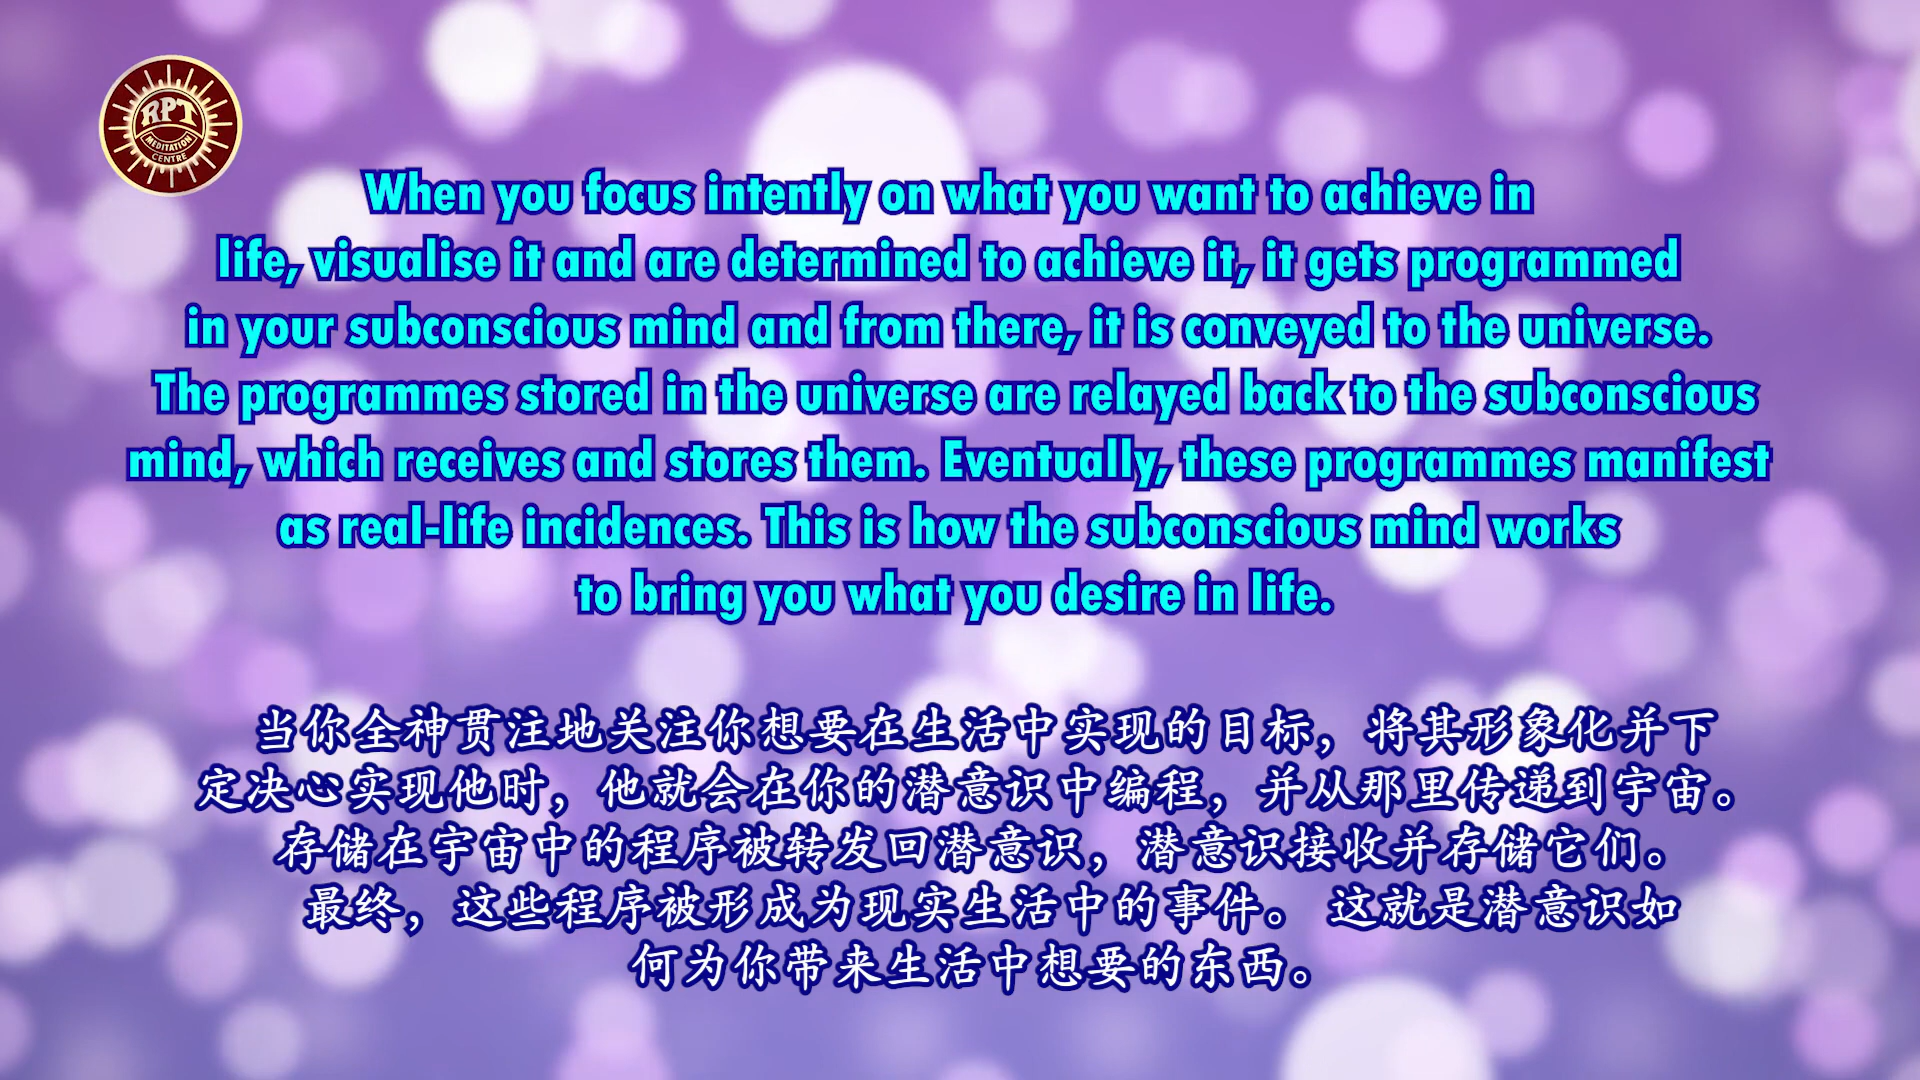 RPT
MEDITATION
CENTRE
When you focus intently on what you want to achieve in
life, visualise it and are determined to achieve it, it gets programmed
in your subconscious mind and from there, it is conveyed to the universe.
The programmes stored in the universe are relayed back to the subconscious
mind, which receives and stores them. Eventually, these programmes manifest
as real-life incidences. This is how the subconscious mind works
to bring you what you desire in life.
当你全神贯注地关注你想要在生活中实现的目标，将其形象化并下
定决心实现他时，他就会在你的潜意识中编程，并从那里传递到宇宙。
存储在宇宙中的程序被转发回潜意识，潜意识接收并存储它们。
最终，这些程序被形成为现实生活中的事件。 这就是潜意识如
何为你带来生活中想要的东西。